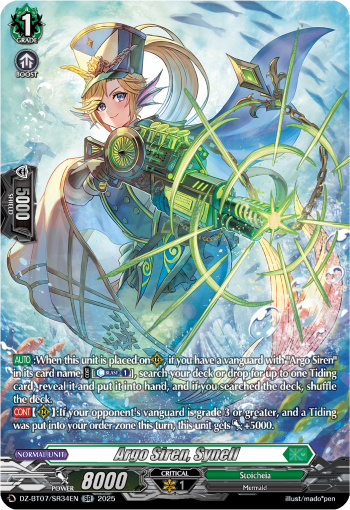 1
GRADE
BOOST
5000
SHIELD
AUTO:When this unit is placed on R, if you have a vanguard with "Argo Siren"
in its card name, COST[C BLAST 1], search your deck or drop for up to one Tiding
card, reveal it and put it into hand, and if you searched the deck, shuffle
the deck.
CONT R:If your opponent's vanguard is grade 3 or greater, and a Tiding
was put into your order zone this turn, this unit gets +5000.
NORMAL UNIT
Argo Siren, Synell
POWER 8000
CRITICAL
1
Stoicheia
Mermaid
D DZ-BT07/SR34EN SR 2025
illust/mado*pen